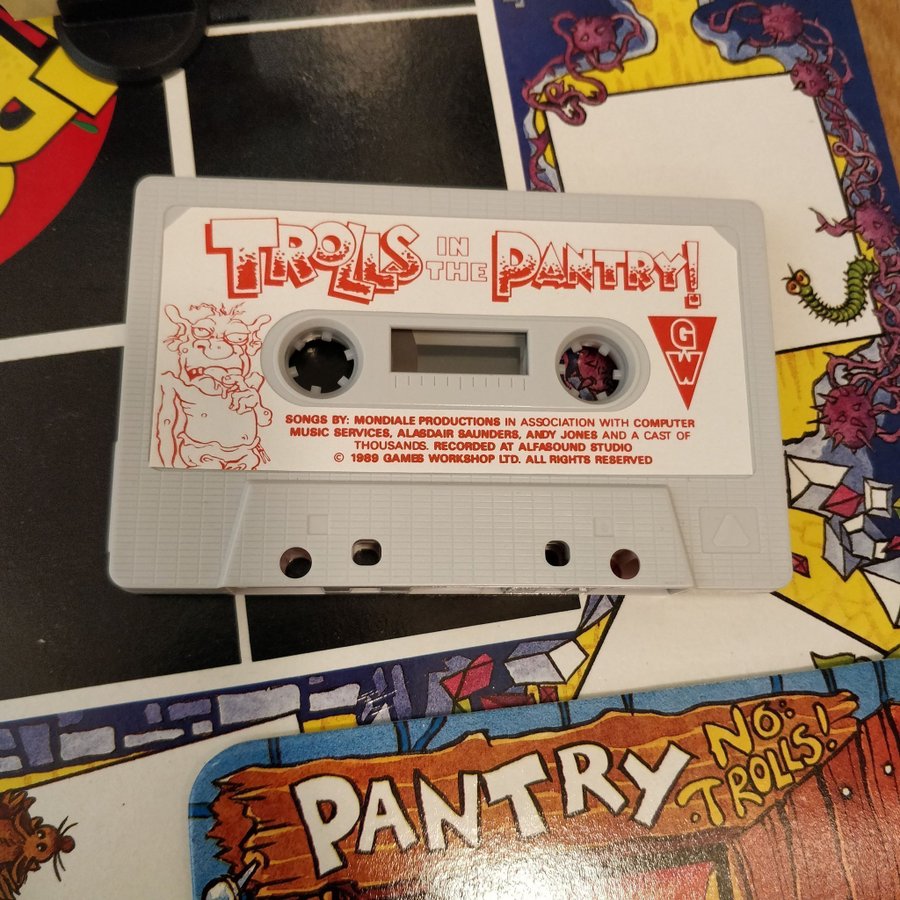 TROLLS IN THE PANTRY!
GW
SONGS BY: MONDIALE PRODUCTIONS IN ASSOCIATION WITH COMPUTER
MUSIC SERVICES, ALASDAIR SAUNDERS, ANDY JONES AND A CAST OF
THOUSANDS. RECORDED AT ALFASOUND STUDIO
© 1989 GAMES WORKSHOP LTD. ALL RIGHTS RESERVED
PANTRY
NO:
TROLLS!